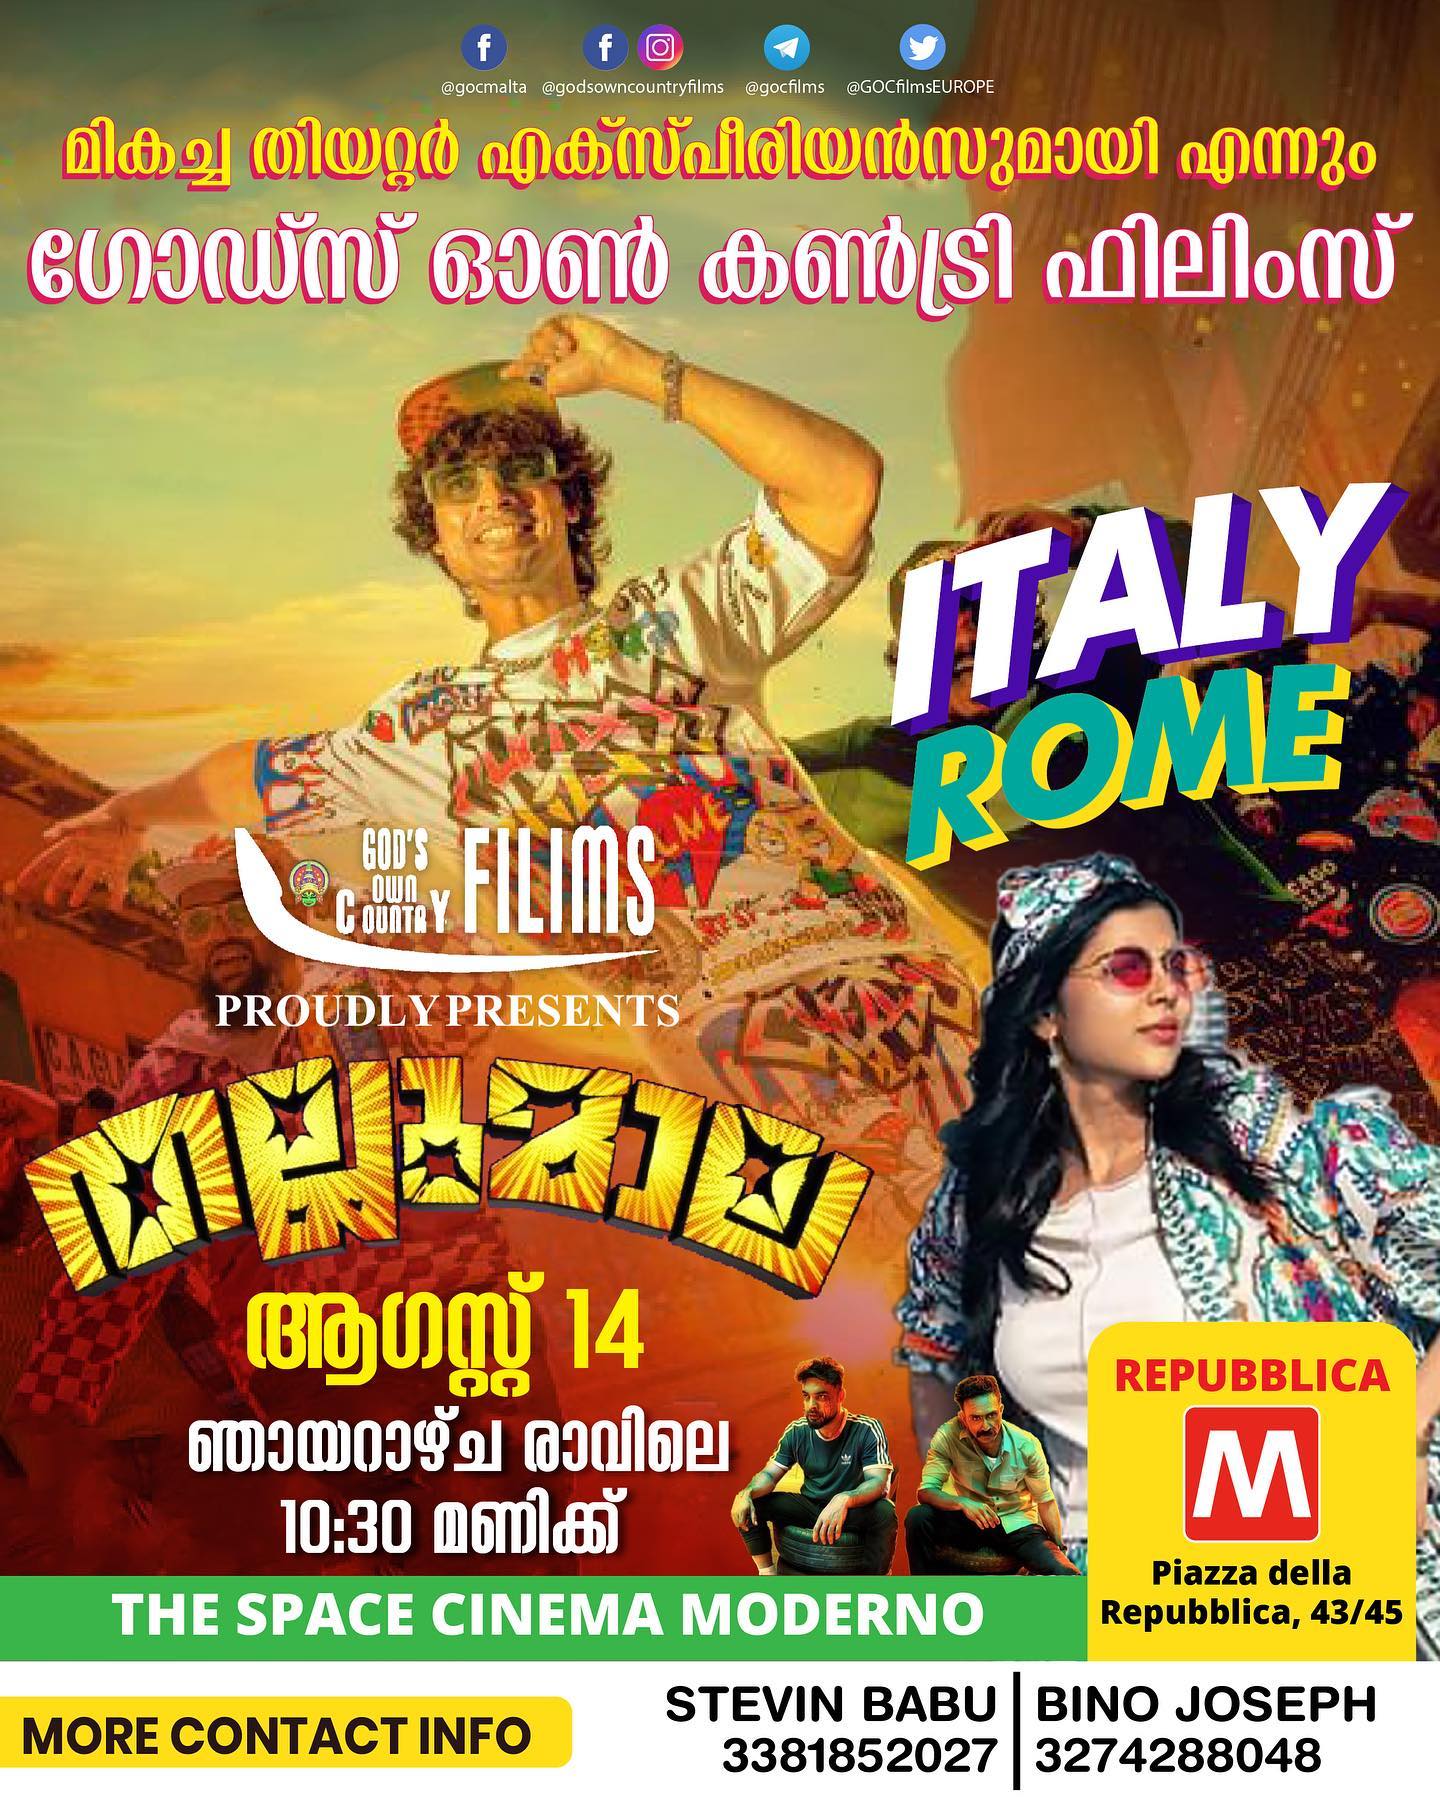 @gocmalta @godsowncountryfilms @gocfilms @GOCfilmsEUROPE
മികച്ച തിയറ്റർ എക്സ്പീരിയൻസുമായി എന്നും
ഗോഡ്സ് ഓൺ കൺട്രി ഫിലിംസ്
ITALY
ROME
GOD'S
OWN
COUNTRY
FILIMS
PROUDLY PRESENTS
തല്ലുമാല
ആഗസ്റ്റ് 14
ഞായറാഴ്ച രാവിലെ
10:30 മണിക്ക്
REPUBBLICA
M
Piazza della
Repubblica, 43/45
THE SPACE CINEMA MODERNO
MORE CONTACT INFO
STEVIN BABU
3381852027
BINO JOSEPH
3274288048